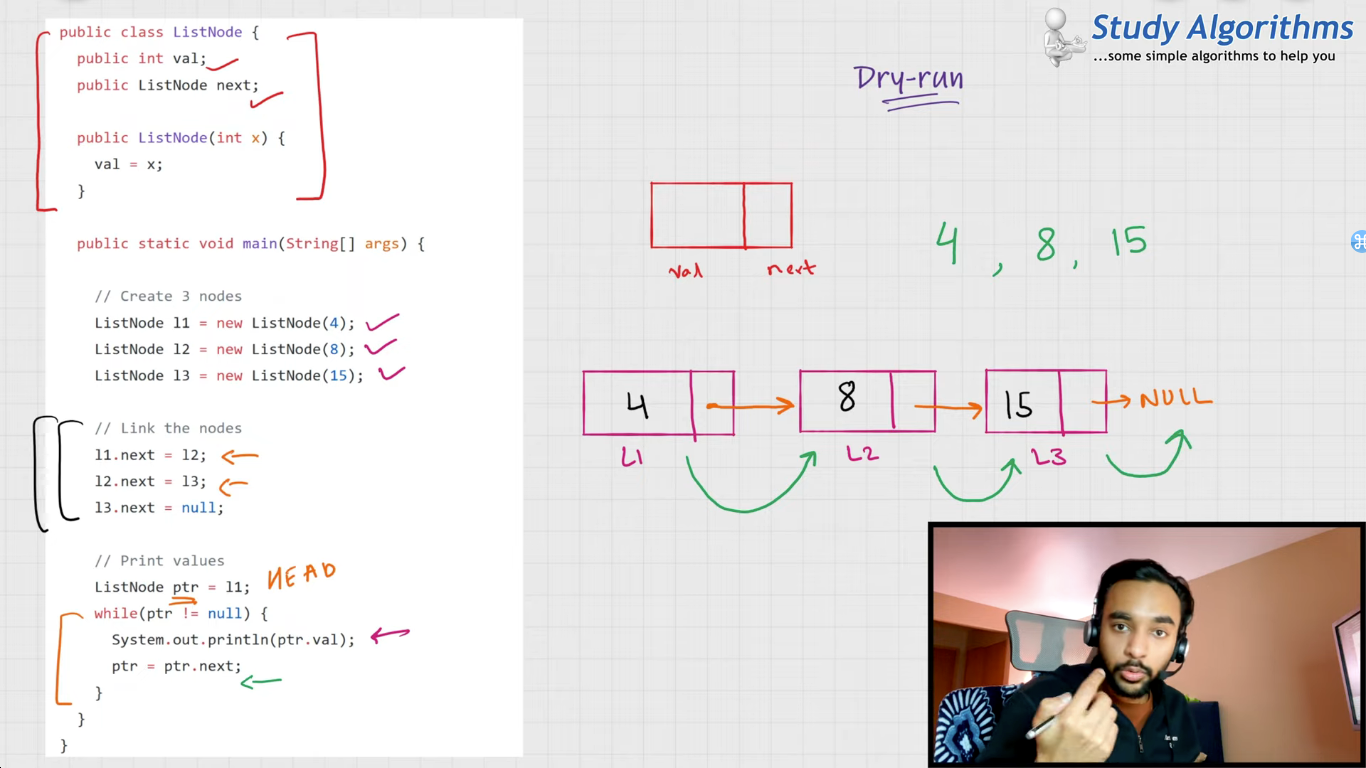 public class ListNode {
public int val;
public ListNode next;
public ListNode(int x) {
val = x;
}
public static void main(String[] args) {
// Create 3 nodes
ListNode l1 = new ListNode(4);
ListNode l2 = new ListNode(8);
ListNode l3 = new ListNode(15);
// Link the nodes
l1.next = l2;
l2.next = l3;
l3.next = null;
// Print values
ListNode ptr = l1;
HEAD
while(ptr != null) {
System.out.println(ptr.val);
ptr = ptr.next;
}
}
}
Study Algorithms
...some simple algorithms to help you
Dry-run
val next
4 , 8 , 15
4 8 15 NULL
L1 L2 L3